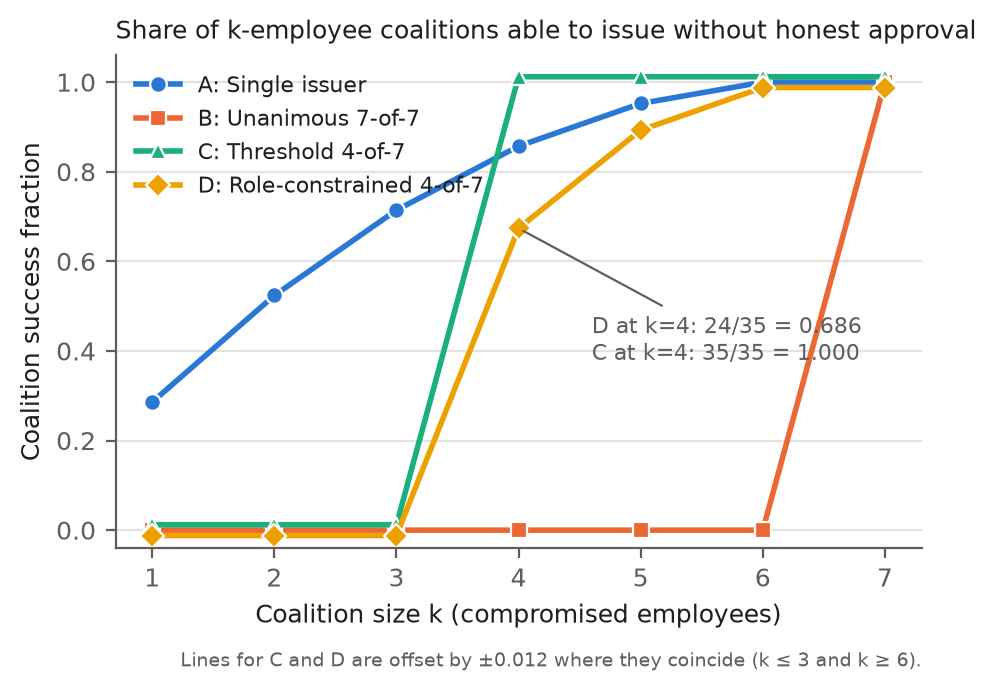 Share of k-employee coalitions able to issue without honest approval
Coalition success fraction
1.0
0.8
0.6
0.4
0.2
0.0
A: Single issuer
B: Unanimous 7-of-7
C: Threshold 4-of-7
D: Role-constrained 4-of-7
D at k=4: 24/35 = 0.686
C at k=4: 35/35 = 1.000
1 2 3 4 5 6 7
Coalition size k (compromised employees)
Lines for C and D are offset by ±0.012 where they coincide (k ≤ 3 and k ≥ 6).